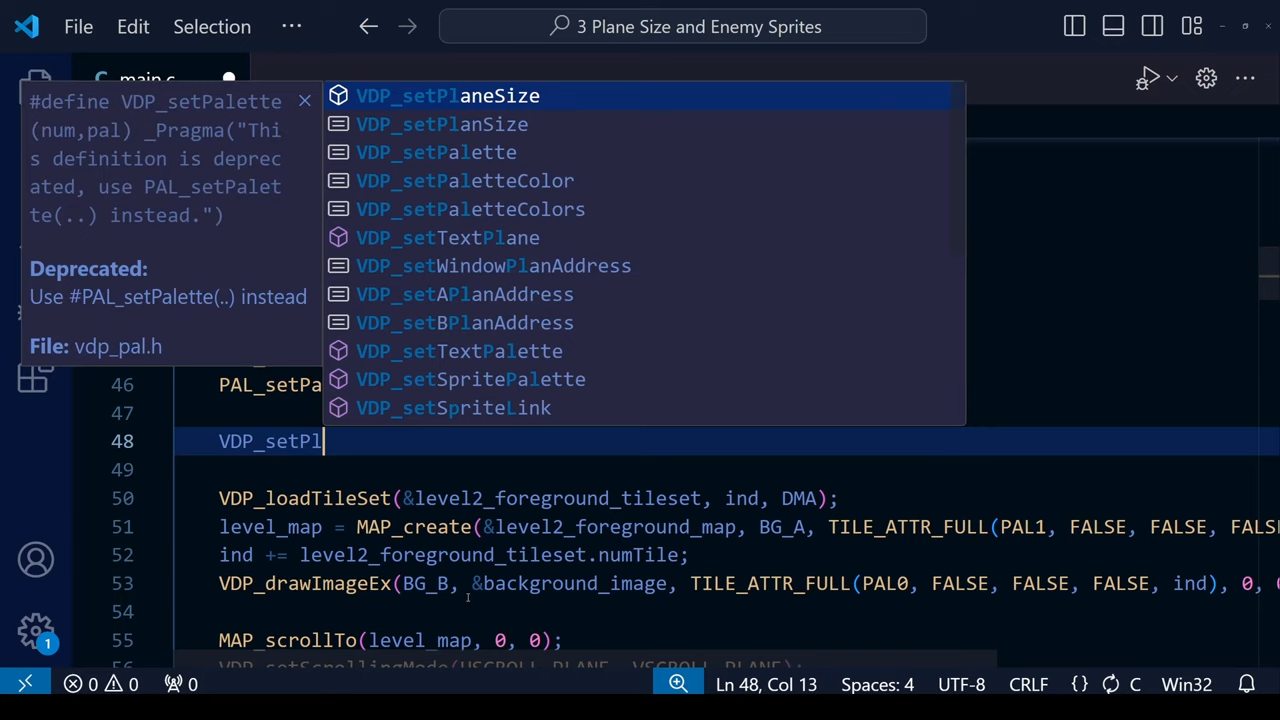 File Edit Selection ··· 3 Plane Size and Enemy Sprites
main.c
#define VDP_setPalette
(num,pal) _Pragma("Thi
s definition is deprec
ated, use PAL_setPalet
te(..) instead.")
Deprecated:
Use #PAL_setPalette(..) instead
File: vdp_pal.h
VDP_setPlaneSize
VDP_setPlanSize
VDP_setPalette
VDP_setPaletteColor
VDP_setPaletteColors
VDP_setTextPlane
VDP_setWindowPlanAddress
VDP_setAPlanAddress
VDP_setBPlanAddress
VDP_setTextPalette
VDP_setSpritePalette
VDP_setSpriteLink
46 PAL_setPa
47
48 VDP_setPl
49
50 VDP_loadTileSet(&level2_foreground_tileset, ind, DMA);
51 level_map = MAP_create(&level2_foreground_map, BG_A, TILE_ATTR_FULL(PAL1, FALSE, FALSE, FALS
52 ind += level2_foreground_tileset.numTile;
53 VDP_drawImageEx(BG_B, &background_image, TILE_ATTR_FULL(PAL0, FALSE, FALSE, FALSE, ind), 0, 0
54
55 MAP_scrollTo(level_map, 0, 0);
56 VDP_setScrollingMode(HSCROLL_PLANE, VSCROLL_PLANE);
1
0 0 0 Ln 48, Col 13 Spaces: 4 UTF-8 CRLF {} C Win32